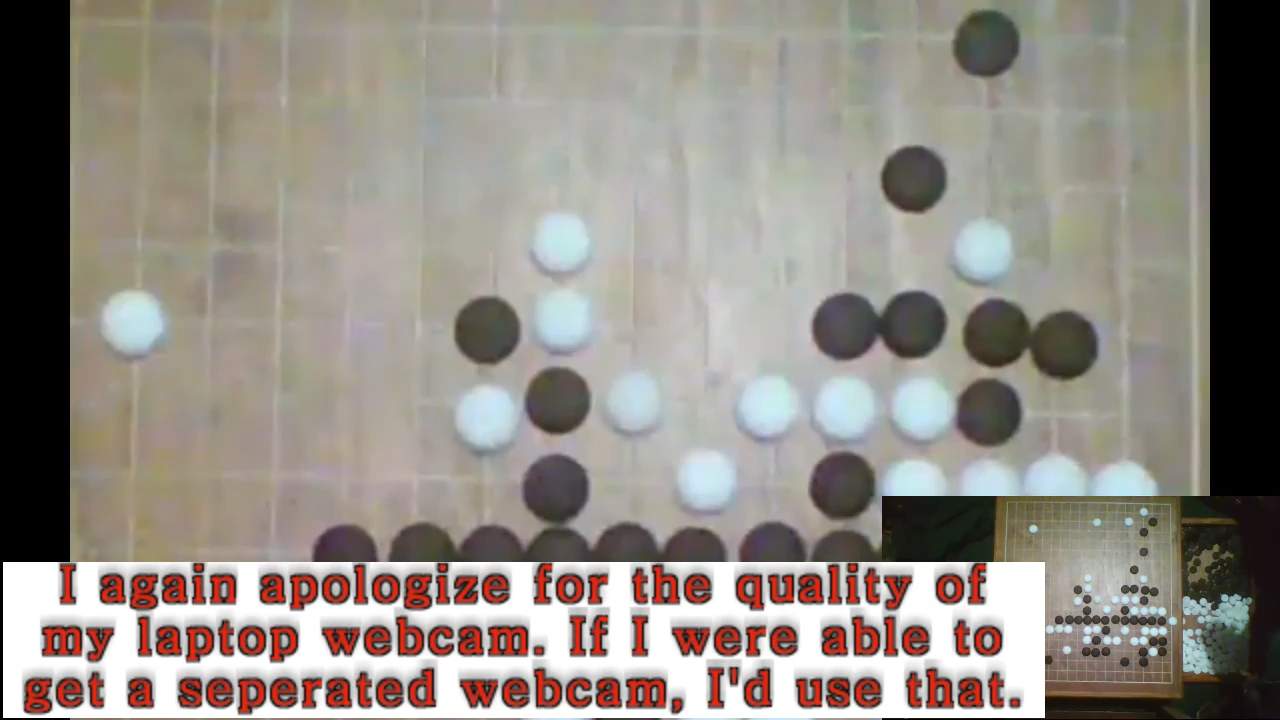 I again apologize for the quality of
my laptop webcam. If I were able to
get a seperated webcam, I'd use that.